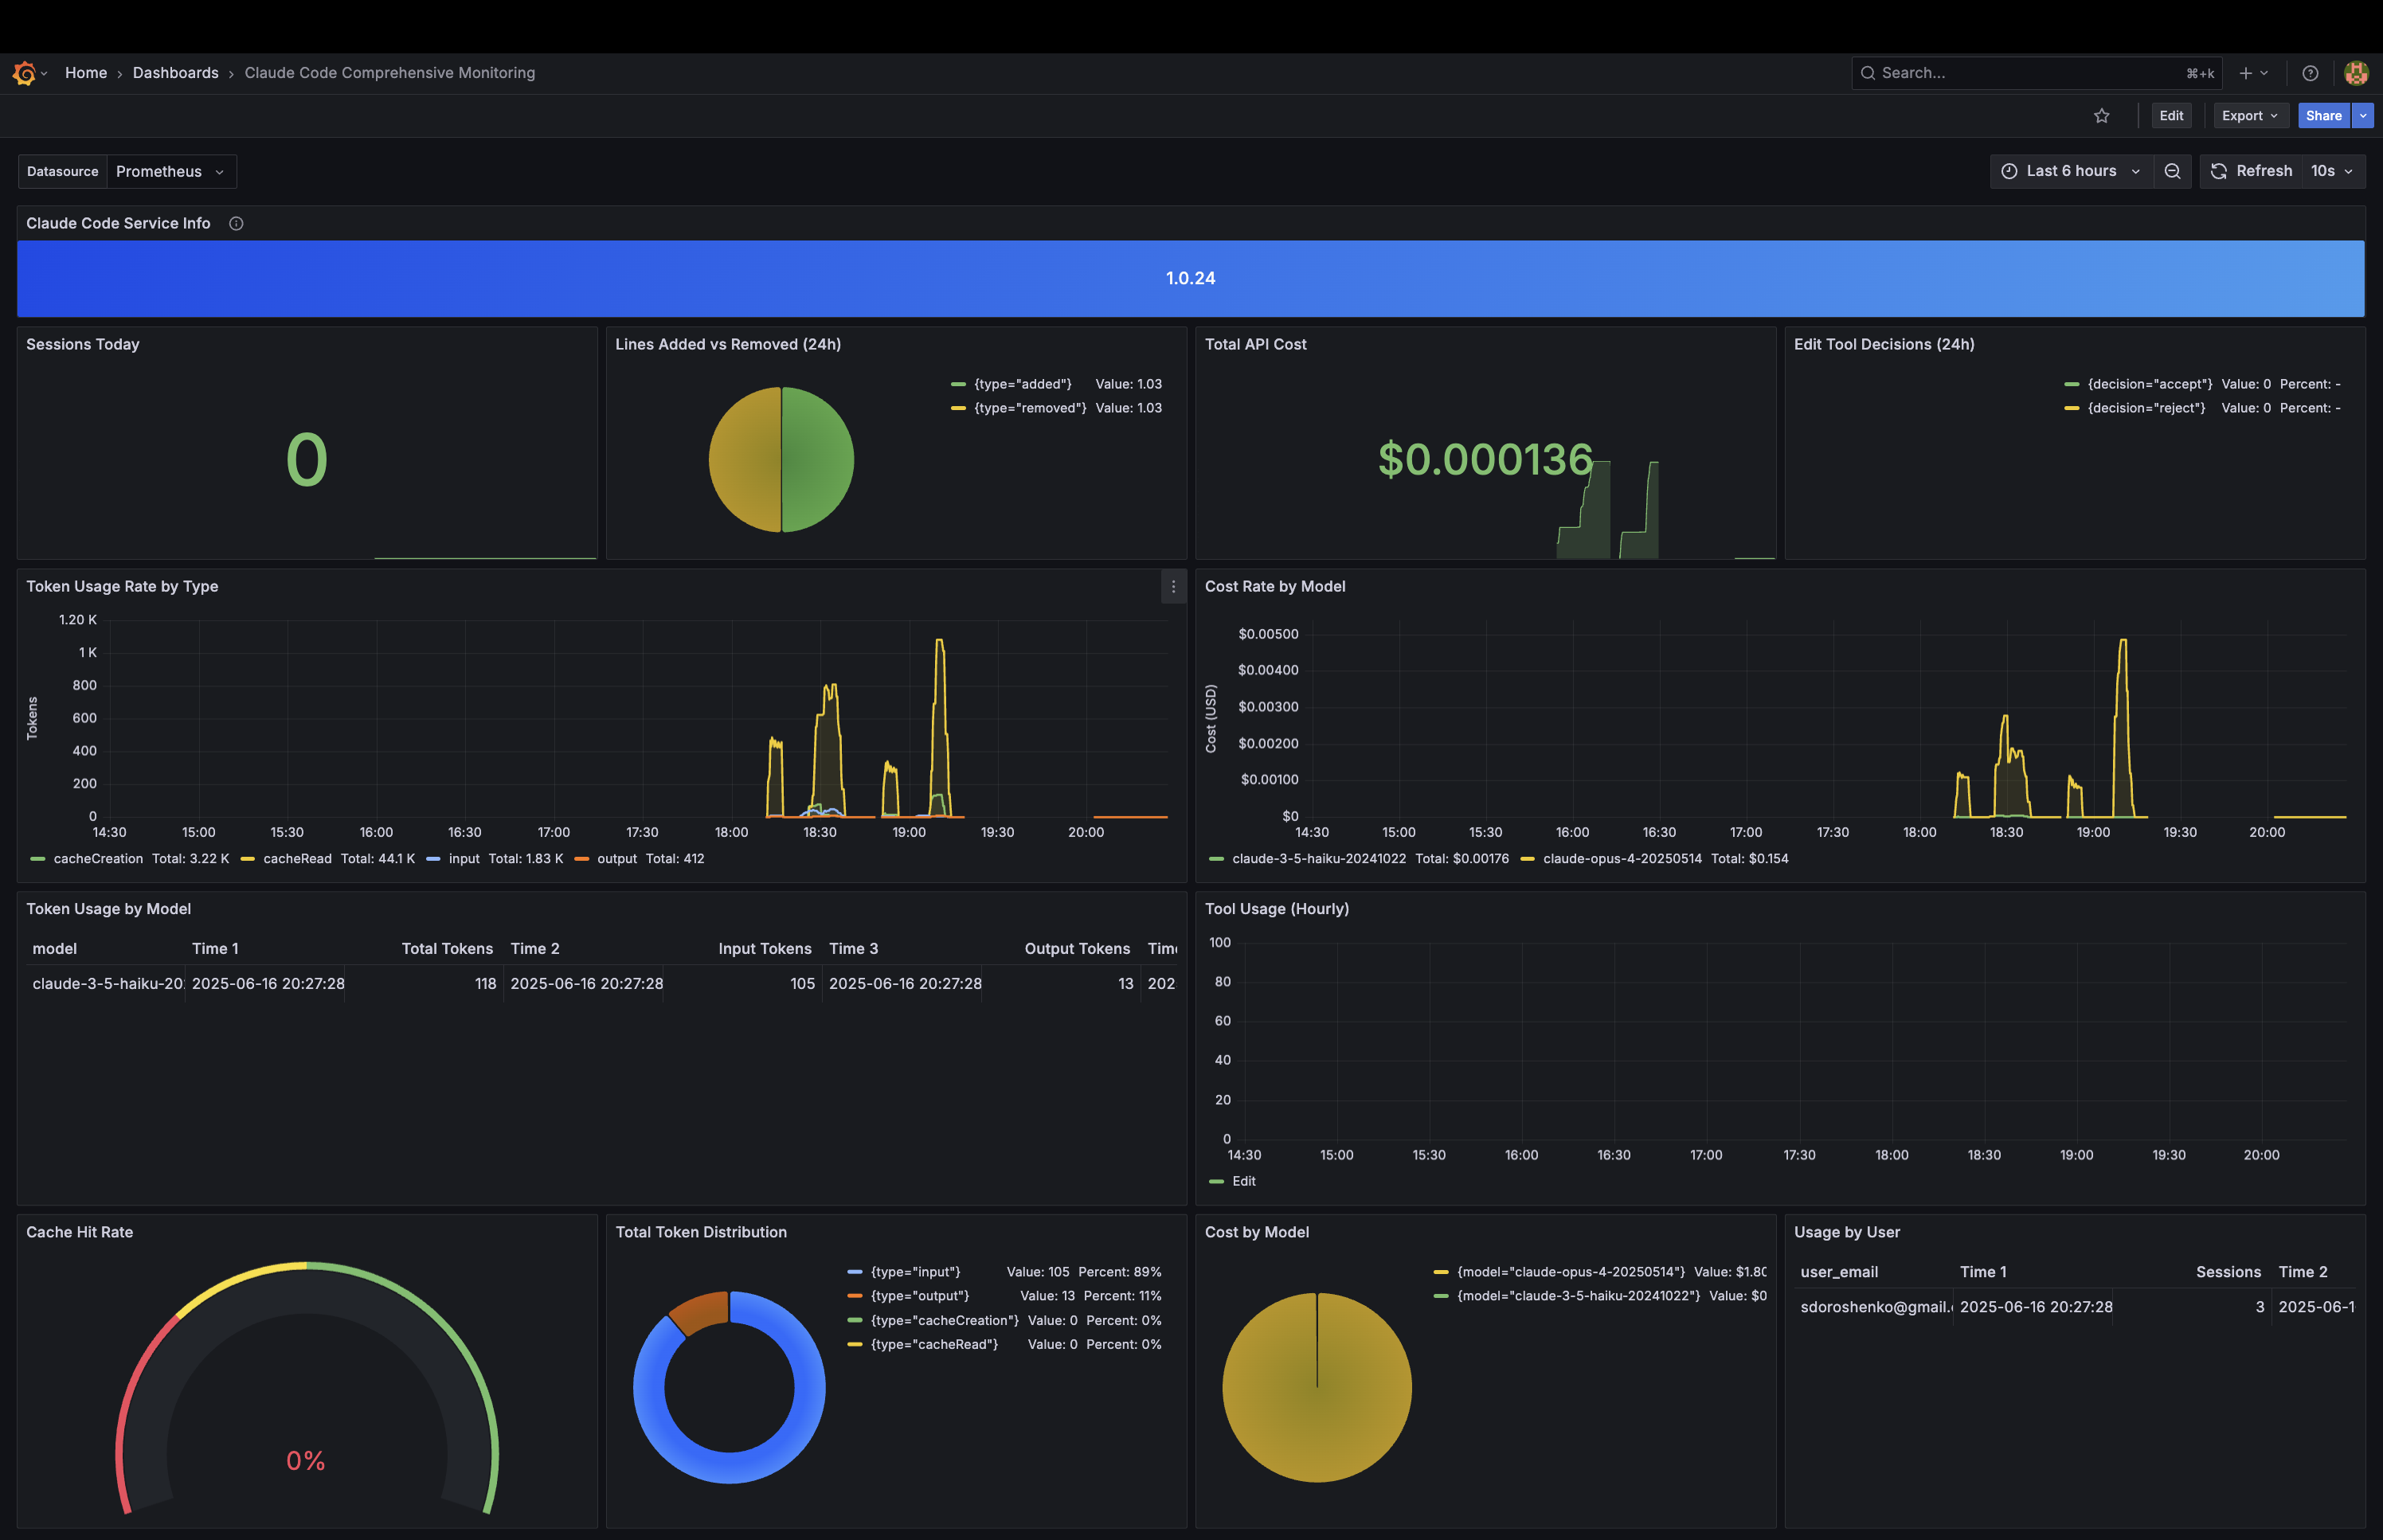 Home › Dashboards › Claude Code Comprehensive Monitoring
Search... ⌘+k
Edit Export Share
Datasource Prometheus
Last 6 hours Refresh 10s
Claude Code Service Info
1.0.24
Sessions Today
0
Lines Added vs Removed (24h)
{type="added"} Value: 1.03
{type="removed"} Value: 1.03
Total API Cost
$0.000136
Edit Tool Decisions (24h)
{decision="accept"} Value: 0 Percent: -
{decision="reject"} Value: 0 Percent: -
Token Usage Rate by Type
Tokens
1.20 K
1 K
800
600
400
200
0
14:30 15:00 15:30 16:00 16:30 17:00 17:30 18:00 18:30 19:00 19:30 20:00
cacheCreation Total: 3.22 K cacheRead Total: 44.1 K input Total: 1.83 K output Total: 412
Cost Rate by Model
Cost (USD)
$0.00500
$0.00400
$0.00300
$0.00200
$0.00100
$0
14:30 15:00 15:30 16:00 16:30 17:00 17:30 18:00 18:30 19:00 19:30 20:00
claude-3-5-haiku-20241022 Total: $0.00176 claude-opus-4-20250514 Total: $0.154
Token Usage by Model
model Time 1 Total Tokens Time 2 Input Tokens Time 3 Output Tokens Tim
claude-3-5-haiku-20 2025-06-16 20:27:28 118 2025-06-16 20:27:28 105 2025-06-16 20:27:28 13 202
Tool Usage (Hourly)
100
80
60
40
20
0
14:30 15:00 15:30 16:00 16:30 17:00 17:30 18:00 18:30 19:00 19:30 20:00
Edit
Cache Hit Rate
0%
Total Token Distribution
{type="input"} Value: 105 Percent: 89%
{type="output"} Value: 13 Percent: 11%
{type="cacheCreation"} Value: 0 Percent: 0%
{type="cacheRead"} Value: 0 Percent: 0%
Cost by Model
{model="claude-opus-4-20250514"} Value: $1.80
{model="claude-3-5-haiku-20241022"} Value: $0
Usage by User
user_email Time 1 Sessions Time 2
sdoroshenko@gmail. 2025-06-16 20:27:28 3 2025-06-1